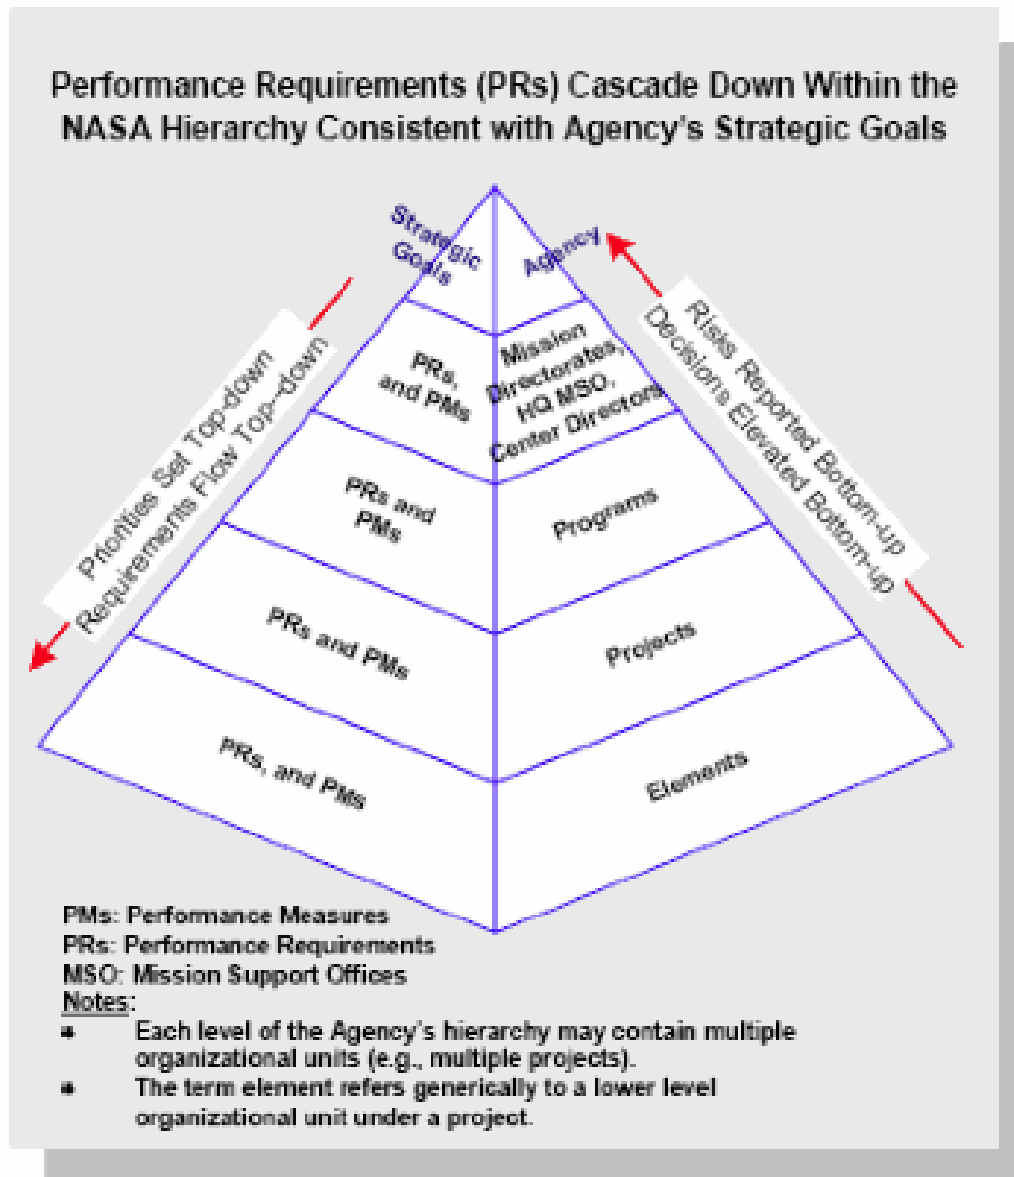 Performance Requirements (PRs) Cascade Down Within the
NASA Hierarchy Consistent with Agency's Strategic Goals
Strategic
Goals
Agency
Priorities Set Top-down
Requirements Flow Top-down
Risks Reported Bottom-up
Decisions Elevated Bottom-up
PRs,
and PMs
Mission
Directorates,
HQ MSO,
Center Directors
PRs and
PMs
Programs
PRs and PMs
Projects
PRs, and PMs
Elements
PMs: Performance Measures
PRs: Performance Requirements
MSO: Mission Support Offices
Notes:
• Each level of the Agency's hierarchy may contain multiple
organizational units (e.g., multiple projects).
• The term element refers generically to a lower level
organizational unit under a project.